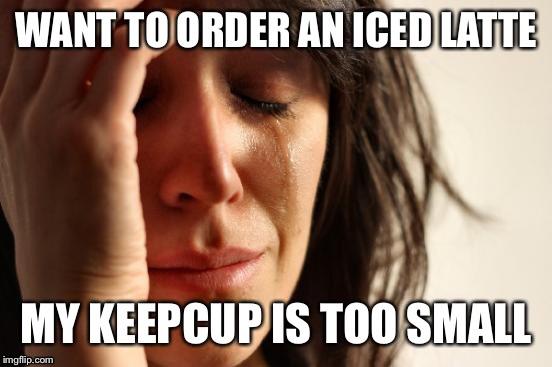 WANT TO ORDER AN ICED LATTE
MY KEEPCUP IS TOO SMALL
imgflip.com